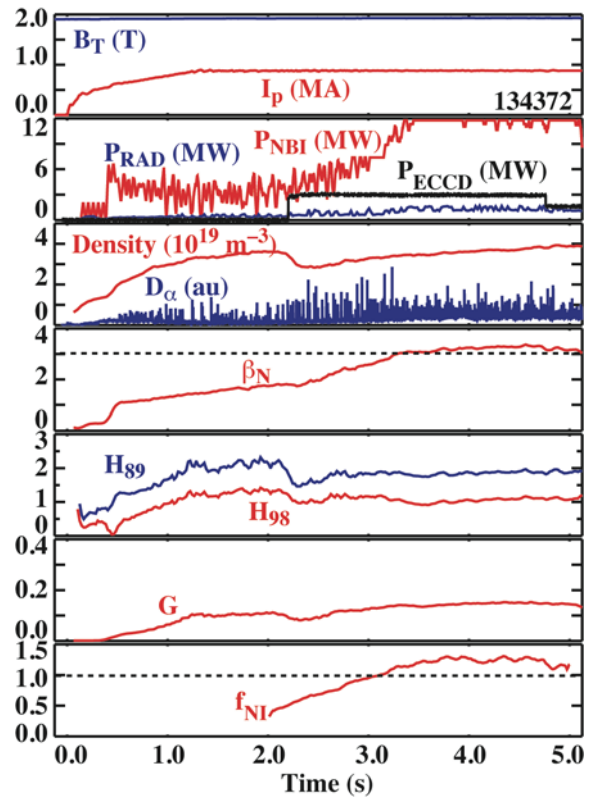 2.0
B_T (T)
1.0
I_p (MA)
0.0
134372
12
P_RAD (MW)
P_NBI (MW)
6
P_ECCD (MW)
0
4
Density (10^19 m^–3)
2
D_α (au)
0
4
2
β_N
0
3
H_89
2
1
H_98
0
0.4
0.2
G
0.0
1.5
1.0
0.5
f_NI
0.0
0.0 1.0 2.0 3.0 4.0 5.0
Time (s)